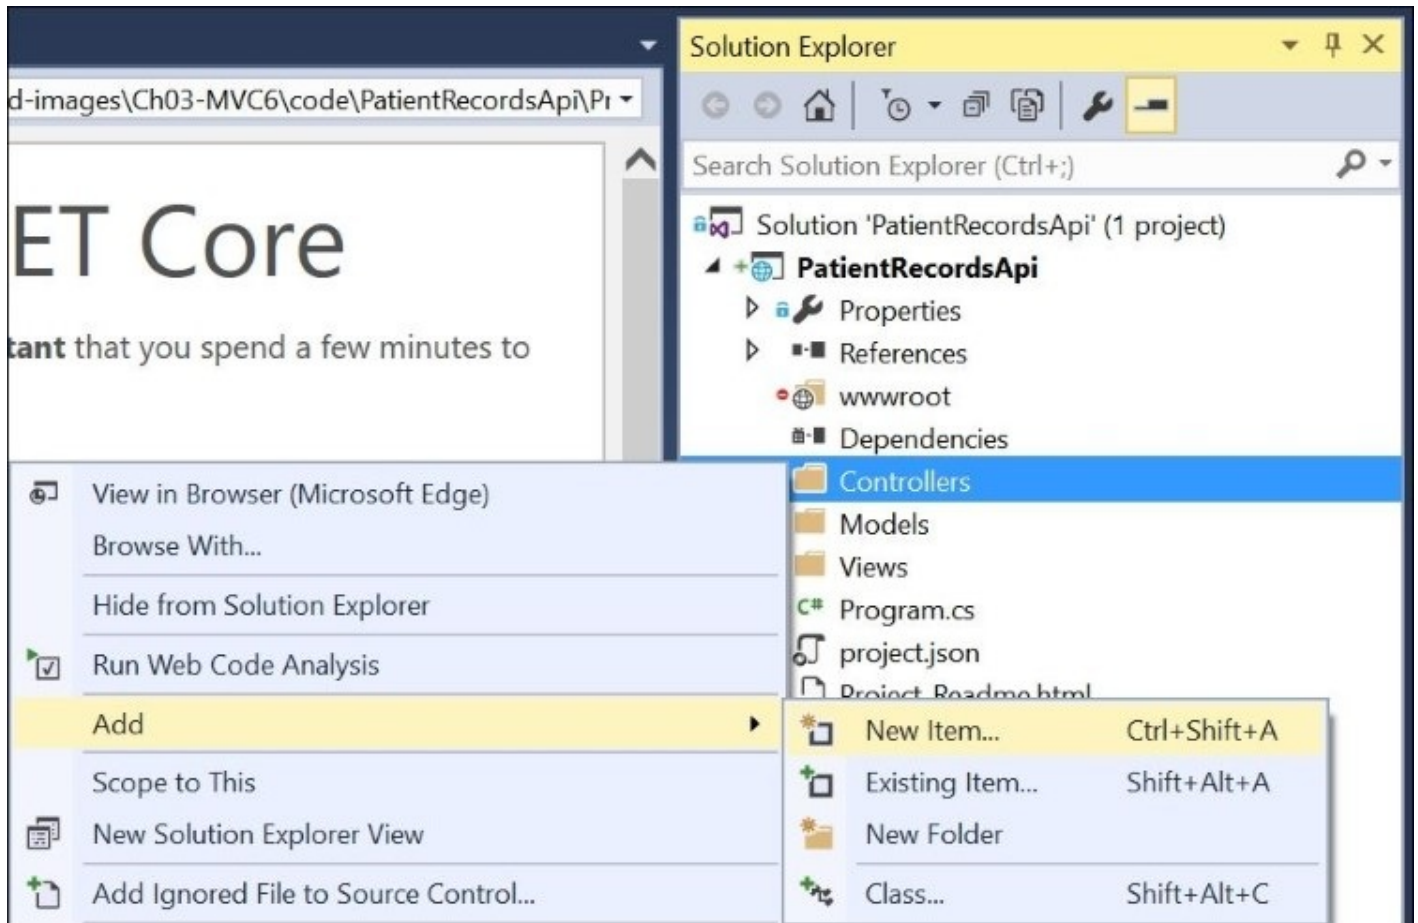 Solution Explorer
d-images\Ch03-MVC6\code\PatientRecordsApi\Pr
Search Solution Explorer (Ctrl+;)
ET Core
tant that you spend a few minutes to
Solution 'PatientRecordsApi' (1 project)
PatientRecordsApi
Properties
References
wwwroot
Dependencies
Controllers
Models
Views
C# Program.cs
project.json
Project_Readme.html
View in Browser (Microsoft Edge)
Browse With...
Hide from Solution Explorer
Run Web Code Analysis
Add
Scope to This
New Solution Explorer View
Add Ignored File to Source Control...
New Item... Ctrl+Shift+A
Existing Item... Shift+Alt+A
New Folder
Class... Shift+Alt+C